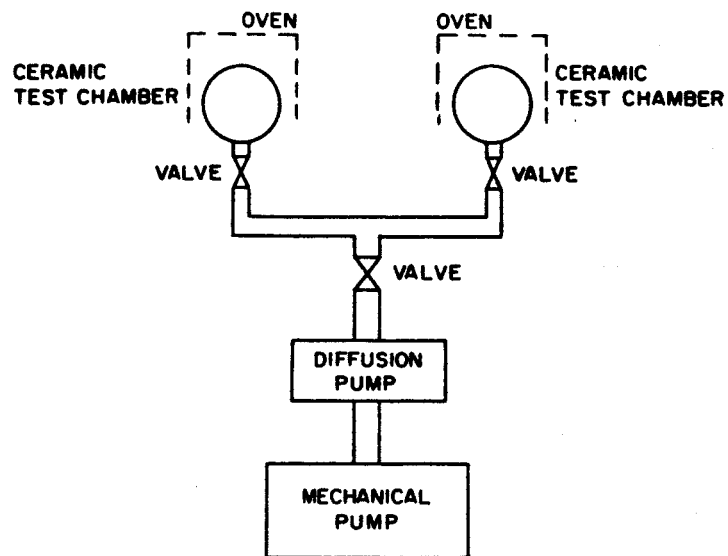 OVEN
OVEN
CERAMIC
TEST CHAMBER
CERAMIC
TEST CHAMBER
VALVE
VALVE
VALVE
DIFFUSION
PUMP
MECHANICAL
PUMP